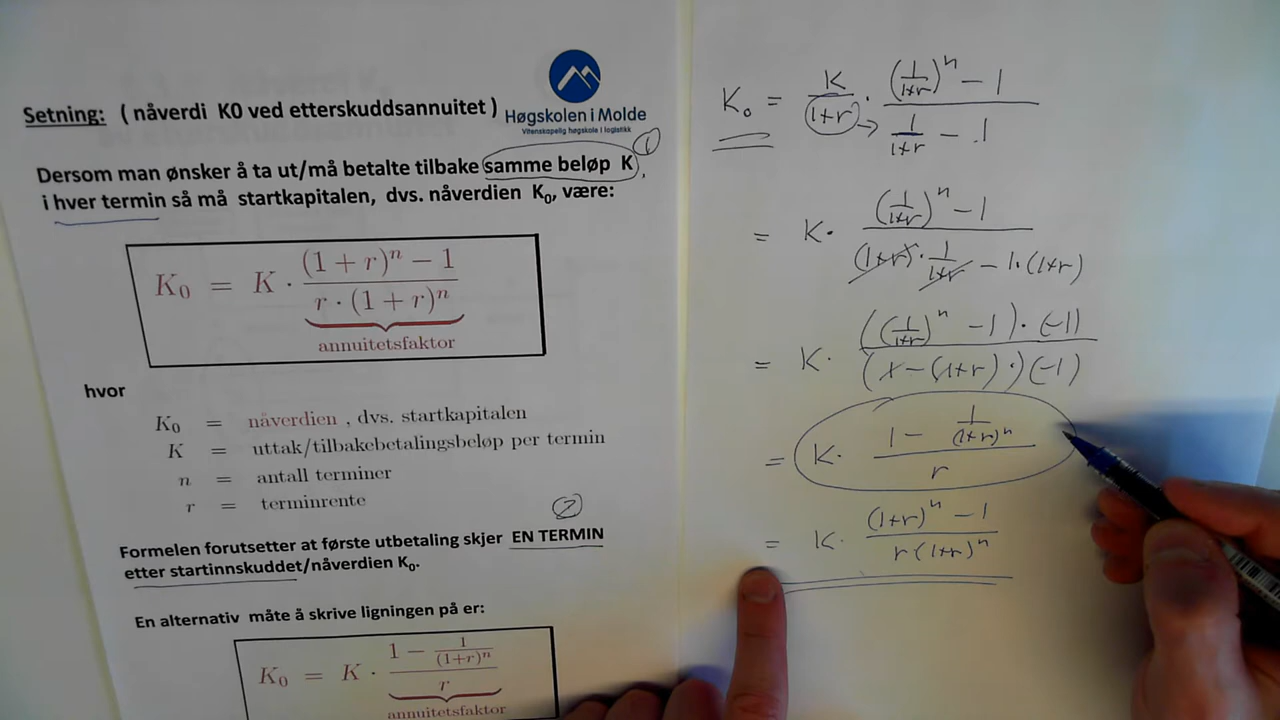 Setning: ( nåverdi K0 ved etterskuddsannuitet )
Høgskolen i Molde
Vitenskapelig høgskole i logistikk
①
Dersom man ønsker å ta ut/må betalte tilbake samme beløp K,
i hver termin så må startkapitalen, dvs. nåverdien K₀, være:
K₀ = K · ((1 + r)ⁿ − 1) / (r · (1 + r)ⁿ)
annuitetsfaktor
hvor
K₀ = nåverdien , dvs. startkapitalen
K = uttak/tilbakebetalingsbeløp per termin
n = antall terminer
r = terminrente
②
Formelen forutsetter at første utbetaling skjer EN TERMIN
etter startinnskuddet/nåverdien K₀.
En alternativ måte å skrive ligningen på er:
K₀ = K · (1 − 1/(1+r)ⁿ) / r
annuitetsfaktor
K₀ = K/(1+r) · ((1/(1+r))ⁿ − 1) / (1/(1+r) − 1)
= K · ((1/(1+r))ⁿ − 1) / ((1+r) · 1/(1+r) − 1·(1+r))
= K · (((1/(1+r))ⁿ − 1) · (−1)) / ((1 − (1+r)) · (−1))
= K · (1 − 1/(1+r)ⁿ) / r
= K · ((1+r)ⁿ − 1) / (r(1+r)ⁿ)